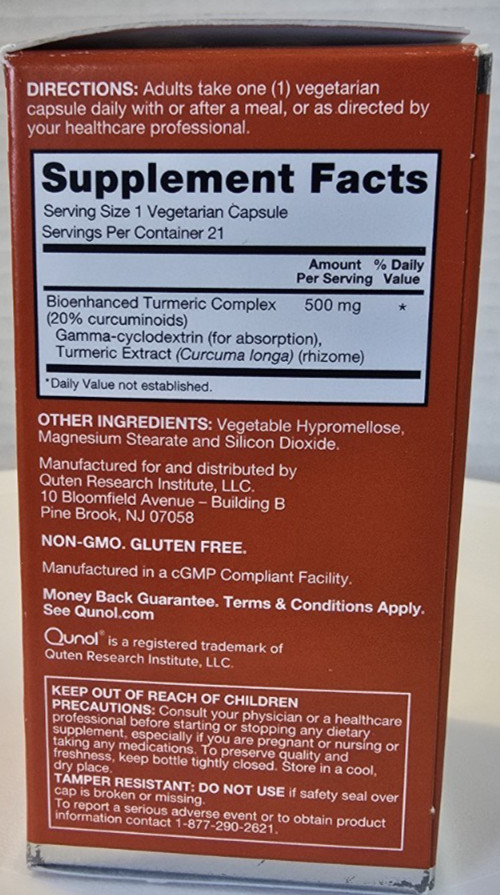 DIRECTIONS: Adults take one (1) vegetarian
capsule daily with or after a meal, or as directed by
your healthcare professional.
Supplement Facts
Serving Size 1 Vegetarian Capsule
Servings Per Container 21
Amount % Daily
Per Serving Value
Bioenhanced Turmeric Complex 500 mg *
(20% curcuminoids)
Gamma-cyclodextrin (for absorption),
Turmeric Extract (Curcuma longa) (rhizome)
*Daily Value not established.
OTHER INGREDIENTS: Vegetable Hypromellose,
Magnesium Stearate and Silicon Dioxide.
Manufactured for and distributed by
Quten Research Institute, LLC.
10 Bloomfield Avenue – Building B
Pine Brook, NJ 07058
NON-GMO. GLUTEN FREE.
Manufactured in a cGMP Compliant Facility.
Money Back Guarantee. Terms & Conditions Apply.
See Qunol.com
Qunol® is a registered trademark of
Quten Research Institute, LLC.
KEEP OUT OF REACH OF CHILDREN
PRECAUTIONS: Consult your physician or a healthcare
professional before starting or stopping any dietary
supplement, especially if you are pregnant or nursing or
taking any medications. To preserve quality and
freshness, keep bottle tightly closed. Store in a cool,
dry place.
TAMPER RESISTANT: DO NOT USE if safety seal over
cap is broken or missing.
To report a serious adverse event or to obtain product
information contact 1-877-290-2621.